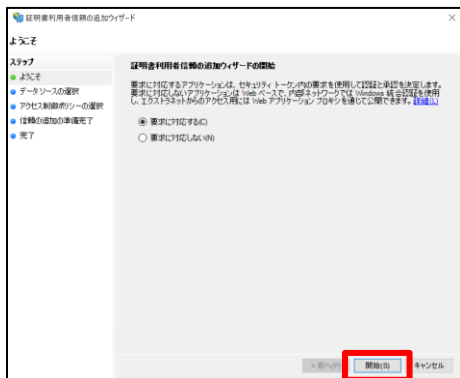 証明書利用者信頼の追加ウィザード
ようこそ
ステップ
ようこそ
データソースの選択
アクセス制御ポリシーの選択
信頼の追加の準備完了
完了
証明書利用者信頼の追加ウィザードの開始
要求に対応するアプリケーションは、セキュリティ トークン内の要求を使用して認証と承認を決定します。
要求に対応しないアプリケーションは Web ベースで、内部ネットワークでは Windows 統合認証を使用
し、エクストラネットからのアクセス用には Web アプリケーション プロキシを通じて公開できます。詳細(L)
要求に対応する(C)
要求に対応しない(N)
< 前へ(P)
開始(S)
キャンセル